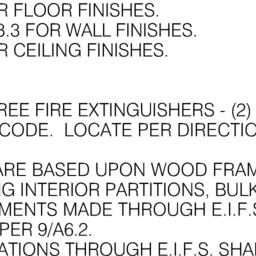 R FLOOR FINISHES.
3.3 FOR WALL FINISHES.
R CEILING FINISHES.
REE FIRE EXTINGUISHERS - (2)
CODE. LOCATE PER DIRECTIO
ARE BASED UPON WOOD FRAM
NG INTERIOR PARTITIONS, BULK
MENTS MADE THROUGH E.I.F.S
PER 9/A6.2.
ATIONS THROUGH E.I.F.S. SHA